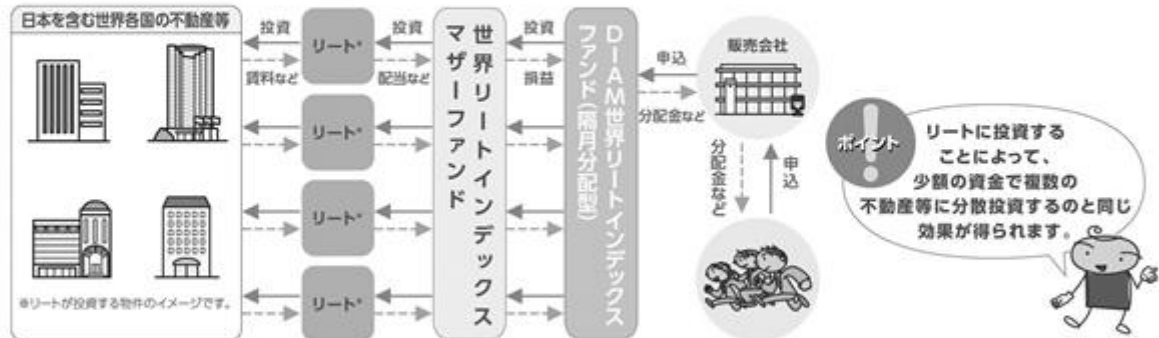 日本を含む世界各国の不動産等
※リートが投資する物件のイメージです。
投資
賃料など
リート*
リート*
リート*
リート*
投資
配当など
世界リートインデックス
マザーファンド
投資
損益
DIAM世界リートインデックス
ファンド(隔月分配型)
申込
分配金など
販売会社
分配金など
申込
ポイント
リートに投資する
ことによって、
少額の資金で複数の
不動産等に分散投資するのと同じ
効果が得られます。